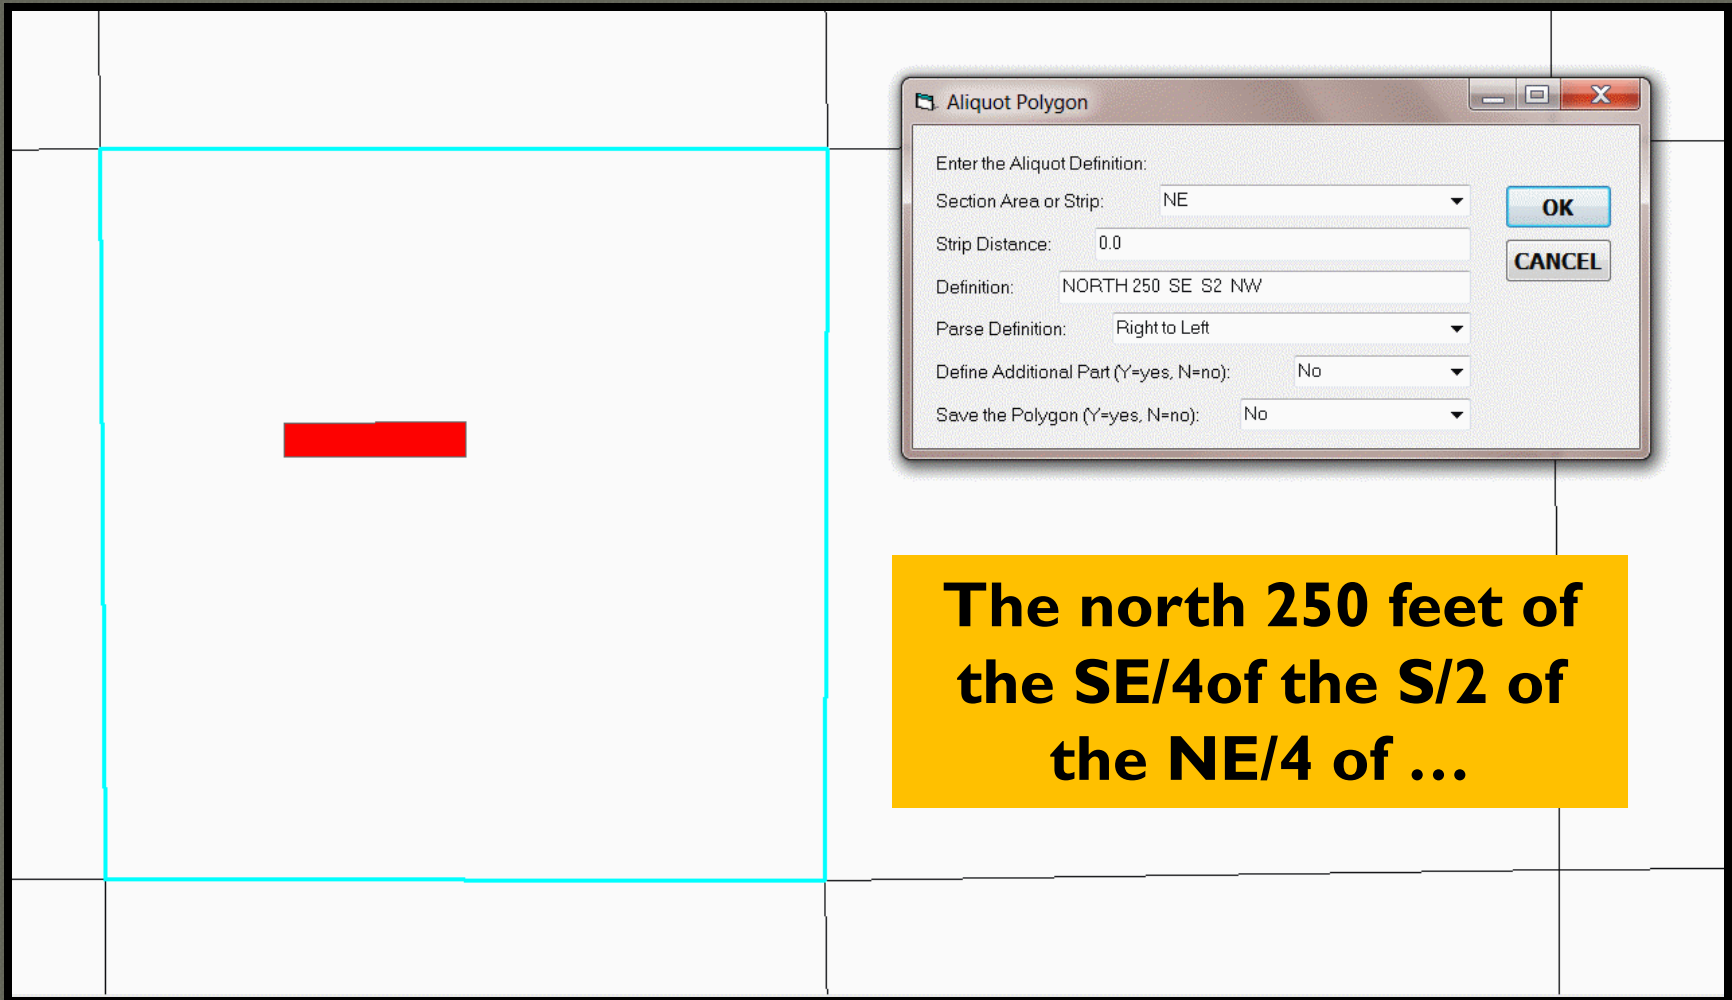 Aliquot Polygon
Enter the Aliquot Definition:
Section Area or Strip: NE
OK
Strip Distance: 0.0
CANCEL
Definition: NORTH 250 SE S2 NW
Parse Definition: Right to Left
Define Additional Part (Y=yes, N=no): No
Save the Polygon (Y=yes, N=no): No
The north 250 feet of
the SE/4of the S/2 of
the NE/4 of ...